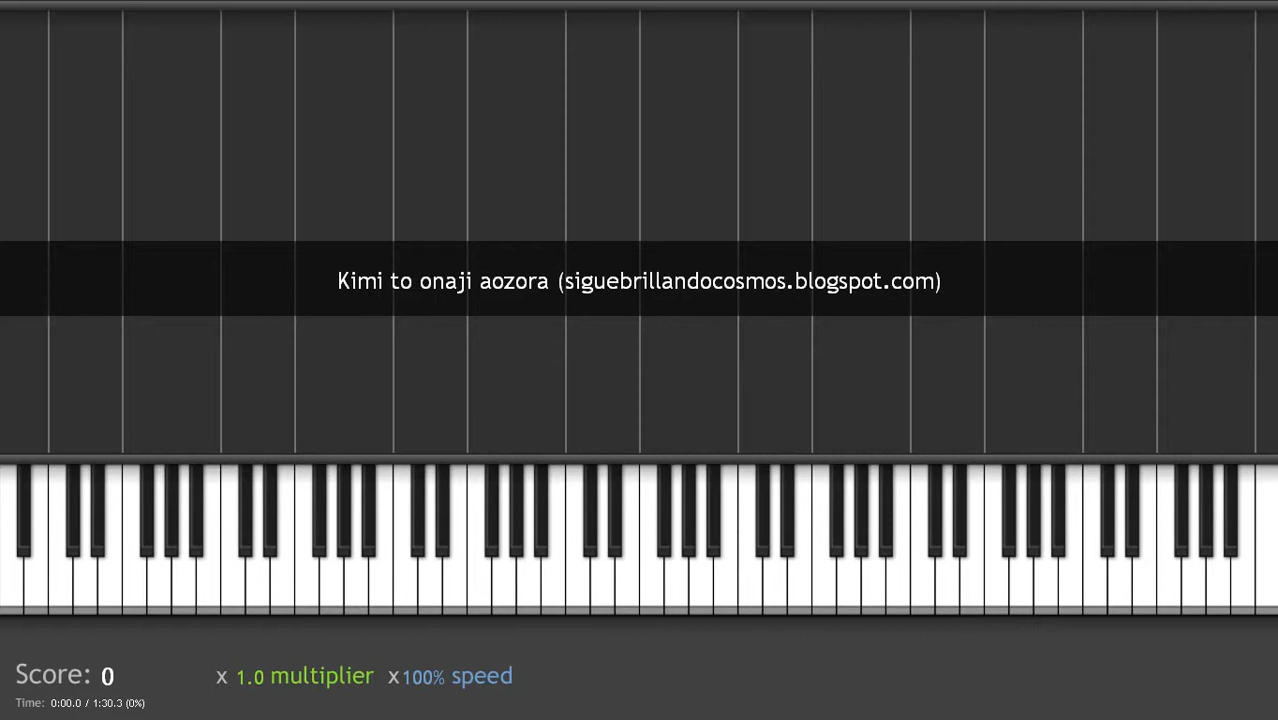 Kimi to onaji aozora (siguebrillandocosmos.blogspot.com)
Score: 0 x 1.0 multiplier x100% speed
Time: 0:00.0 / 1:30.3 (0%)